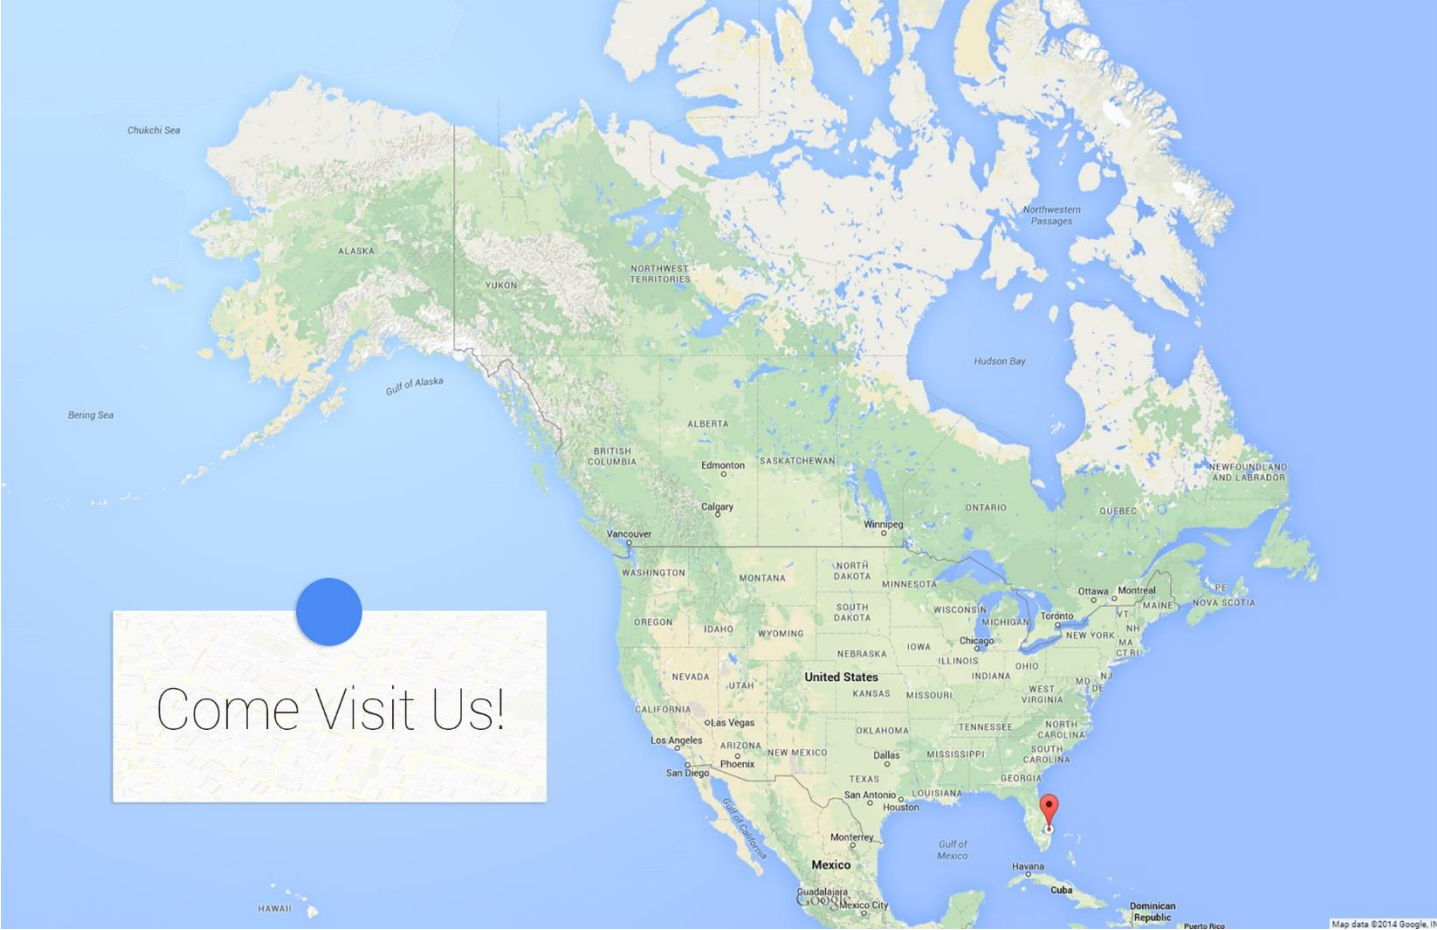 Chukchi Sea
Northwestern
Passages
ALASKA
NORTHWEST
TERRITORIES
YUKON
Hudson Bay
Gulf of Alaska
Bering Sea
ALBERTA
BRITISH
COLUMBIA
Edmonton
SASKATCHEWAN
NEWFOUNDLAND
AND LABRADOR
Calgary
ONTARIO
QUEBEC
Winnipeg
Vancouver
WASHINGTON
MONTANA
NORTH
DAKOTA
MINNESOTA
Ottawa
Montreal
PE
NOVA SCOTIA
MAINE
OREGON
IDAHO
WYOMING
SOUTH
DAKOTA
WISCONSIN
MICHIGAN
Toronto
VT
NH
NEW YORK
MA
CT RI
Chicago
IOWA
NEBRASKA
ILLINOIS
INDIANA
OHIO
NEVADA
UTAH
United States
KANSAS
MISSOURI
WEST
VIRGINIA
MD
DE
NJ
Come Visit Us!
CALIFORNIA
Las Vegas
OKLAHOMA
TENNESSEE
NORTH
CAROLINA
Los Angeles
ARIZONA
NEW MEXICO
Phoenix
Dallas
MISSISSIPPI
SOUTH
CAROLINA
San Diego
TEXAS
GEORGIA
San Antonio
LOUISIANA
Houston
Gulf of California
Monterrey
Gulf of
Mexico
Mexico
Havana
Cuba
Guadalajara
Google
Mexico City
HAWAII
Dominican
Republic
Puerto Rico
Map data ©2014 Google, IN